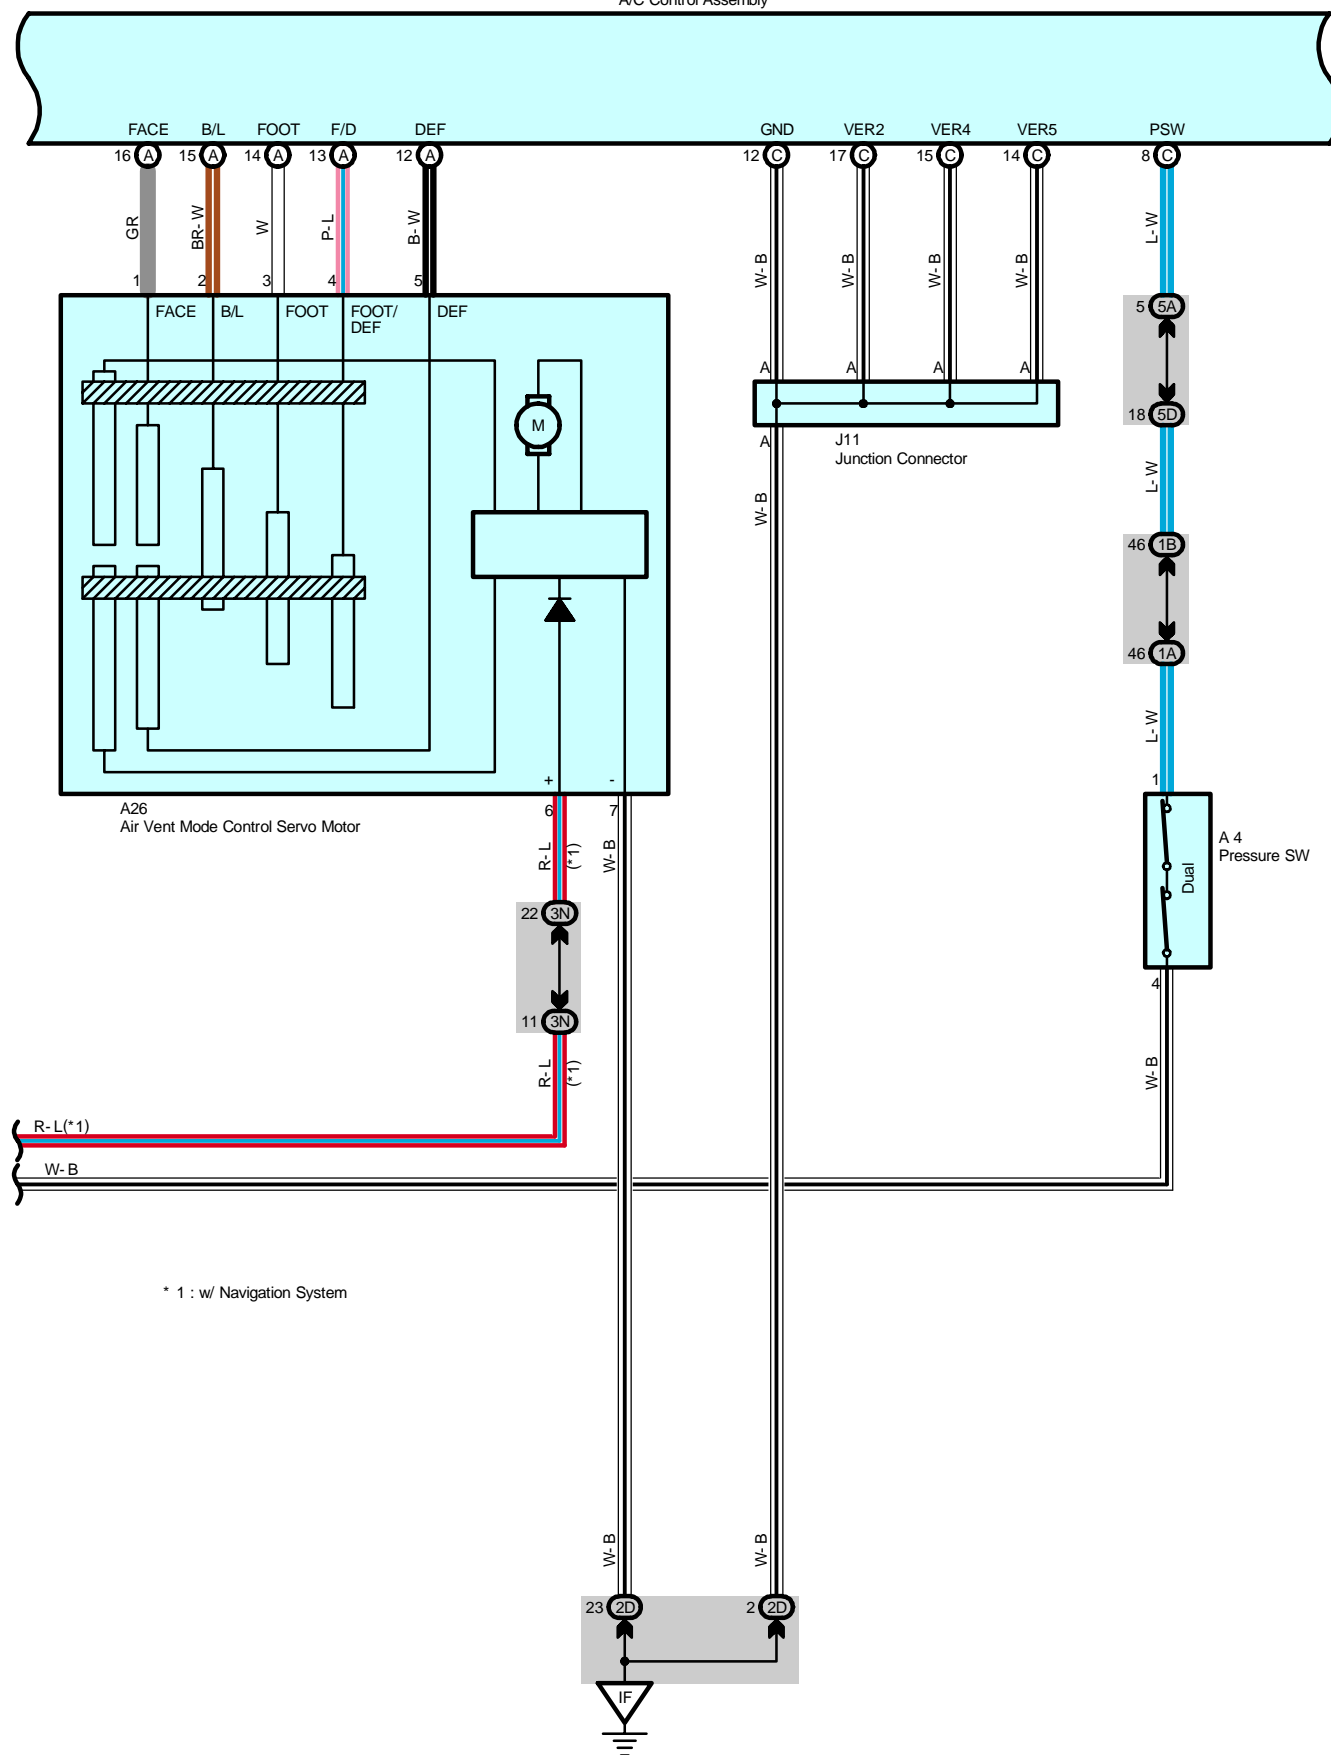 A/C Control Assembly
FACE B/L FOOT F/D DEF GND VER2 VER4 VER5 PSW
16 A 15 A 14 A 13 A 12 A 12 C 17 C 15 C 14 C 8 C
GR BR-W W P-L B-W W-B W-B W-B W-B L-W
1 2 3 4 5
5 5A
FACE B/L FOOT FOOT/DEF DEF
A A A A
18 5D
M
A
J11
Junction Connector
L-W
W-B
46 1B
46 1A
L-W
+ -
1
A26
Air Vent Mode Control Servo Motor
6 7
R-L (*1) W-B
A 4
Pressure SW
Dual
22 3N
4
11 3N
R-L (*1)
W-B
R-L(*1)
W-B
* 1 : w/ Navigation System
W-B W-B
23 2D 2 2D
IF